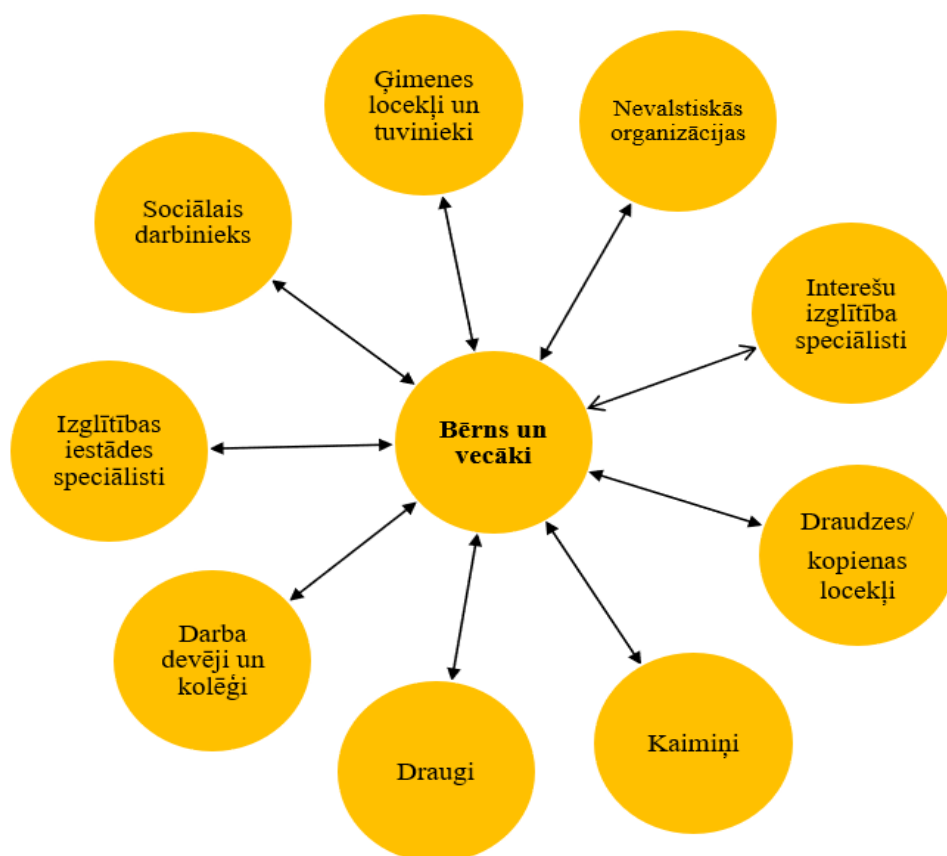 Ģimenes
locekļi un
tuvinieki
Nevalstiskās
organizācijas
Sociālais
darbinieks
Interešu
izglītība
speciālisti
Bērns un
vecāki
Izglītības
iestādes
speciālisti
Draudzes/
kopienas
locekļi
Darba
devēji un
kolēģi
Kaimiņi
Draugi